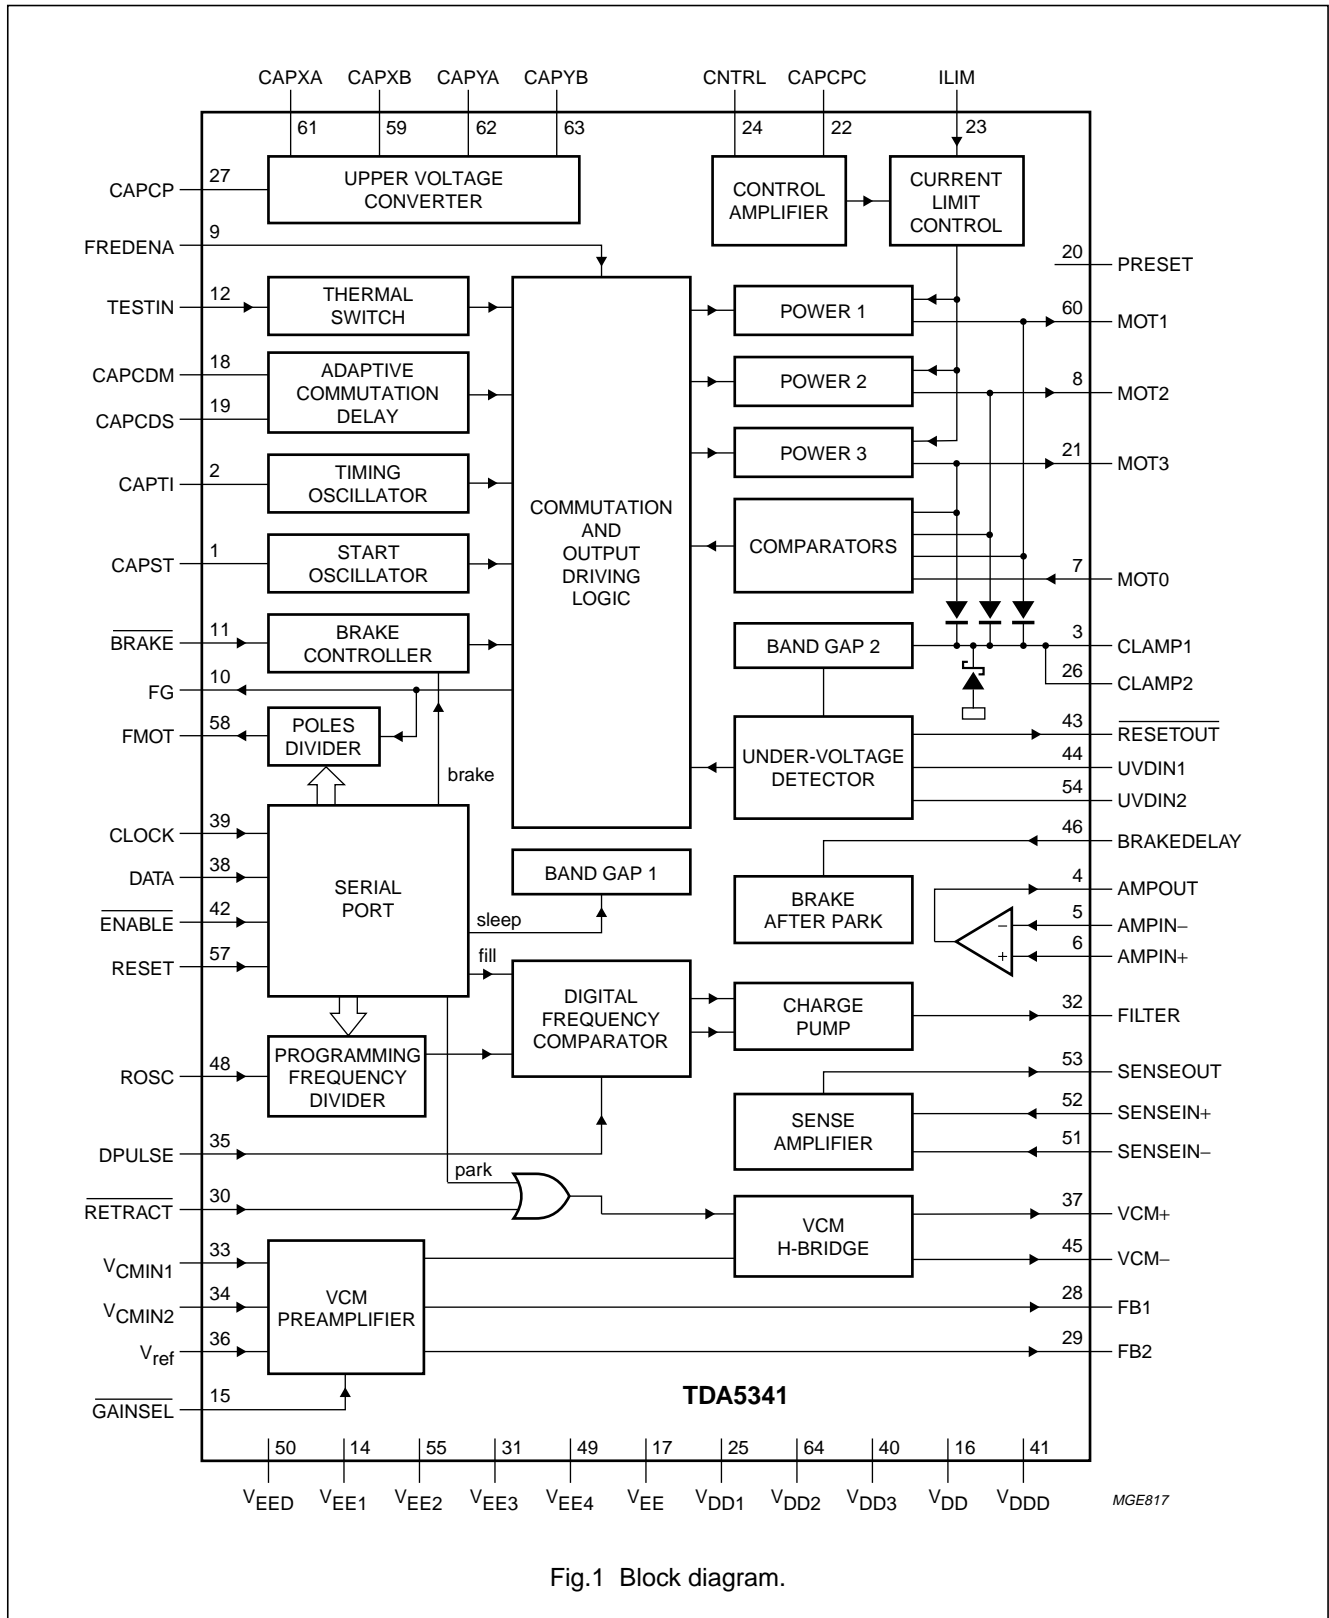 CAPXA CAPXB CAPYA CAPYB CNTRL CAPCPC ILIM
61 59 62 63 24 22 23
CAPCP 27
UPPER VOLTAGE
CONVERTER
CONTROL
AMPLIFIER
CURRENT
LIMIT
CONTROL
FREDENA 9
20 PRESET
TESTIN 12
THERMAL
SWITCH
POWER 1
60 MOT1
CAPCDM 18
CAPCDS 19
ADAPTIVE
COMMUTATION
DELAY
POWER 2
8 MOT2
POWER 3
21 MOT3
CAPTI 2
TIMING
OSCILLATOR
COMMUTATION
AND
OUTPUT
DRIVING
LOGIC
COMPARATORS
7 MOT0
CAPST 1
START
OSCILLATOR
BRAKE 11
BRAKE
CONTROLLER
BAND GAP 2
3 CLAMP1
26 CLAMP2
FG 10
FMOT 58
POLES
DIVIDER
brake
UNDER-VOLTAGE
DETECTOR
43 RESETOUT
44 UVDIN1
54 UVDIN2
CLOCK 39
DATA 38
ENABLE 42
RESET 57
SERIAL
PORT
BAND GAP 1
sleep
fill
46 BRAKEDELAY
BRAKE
AFTER PARK
4 AMPOUT
− 5 AMPIN−
+ 6 AMPIN+
DIGITAL
FREQUENCY
COMPARATOR
CHARGE
PUMP
32 FILTER
ROSC 48
PROGRAMMING
FREQUENCY
DIVIDER
53 SENSEOUT
52 SENSEIN+
51 SENSEIN−
SENSE
AMPLIFIER
DPULSE 35
park
RETRACT 30
VCM
H-BRIDGE
37 VCM+
45 VCM−
VCMIN1 33
VCMIN2 34
Vref 36
VCM
PREAMPLIFIER
28 FB1
29 FB2
GAINSEL 15
TDA5341
50 14 55 31 49 17 25 64 40 16 41
VEED VEE1 VEE2 VEE3 VEE4 VEE VDD1 VDD2 VDD3 VDD VDDD
MGE817
Fig.1 Block diagram.